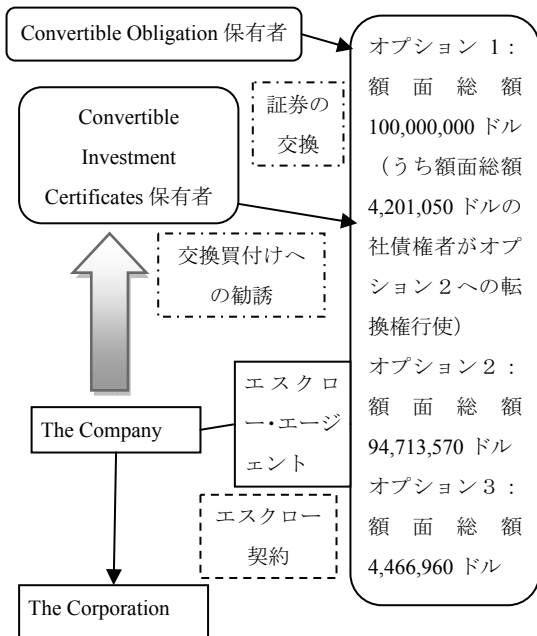 Convertible Obligation 保有者
Convertible
Investment
Certificates 保有者
証券の
交換
交換買付けへ
の勧誘
The Company
エスクロ
ー・エージ
ェント
エスクロー
契約
The Corporation
オプション 1：
額面総額
100,000,000 ドル
（うち額面総額
4,201,050 ドルの
社債権者がオプ
ション 2 への転
換権行使）
オプション 2：
額面総額
94,713,570 ドル
オプション 3：
額面総額
4,466,960 ドル